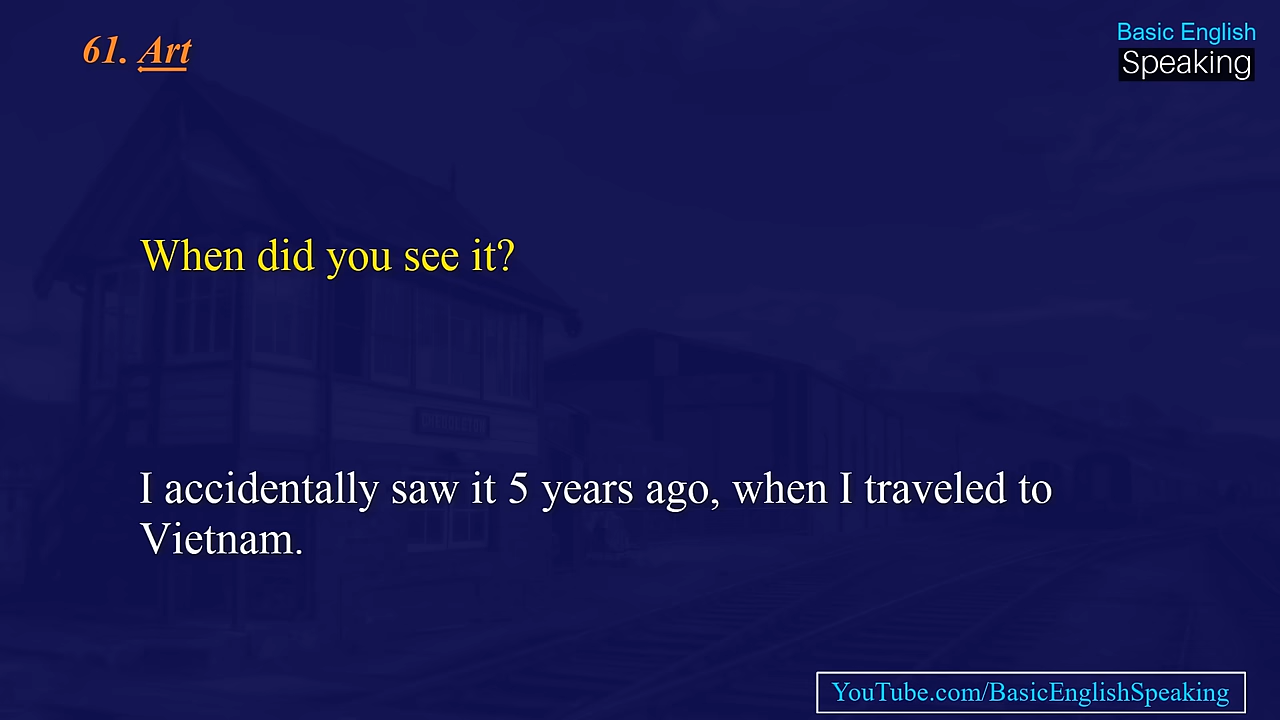 61. Art
Basic English
Speaking
When did you see it?
CHEDDLETON
I accidentally saw it 5 years ago, when I traveled to
Vietnam.
YouTube.com/BasicEnglishSpeaking